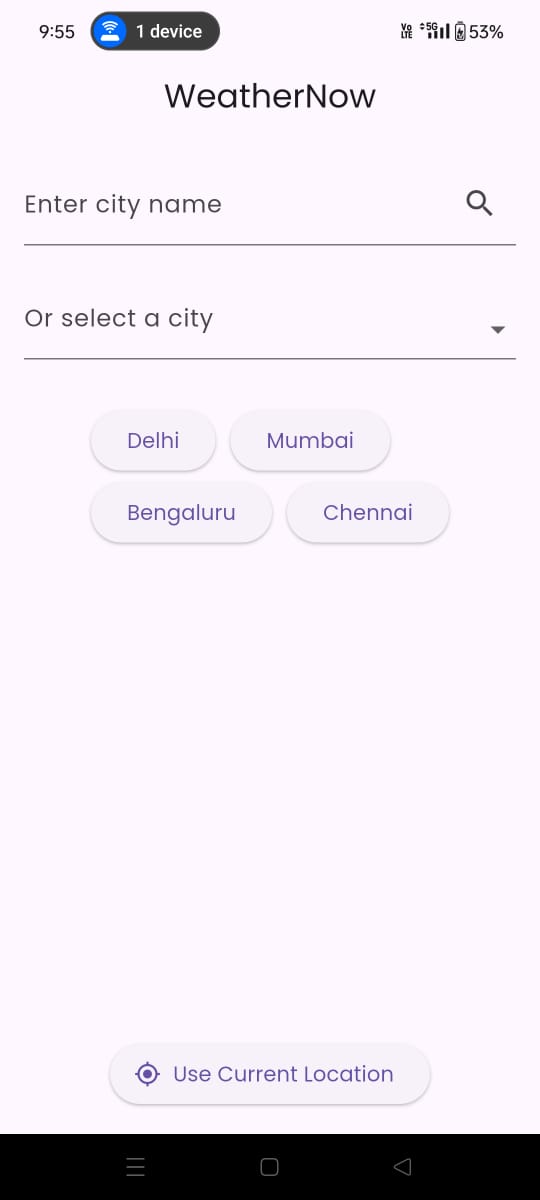 9:55 1 device Vo LTE 5G 53%
WeatherNow
Enter city name
Or select a city
Delhi Mumbai
Bengaluru Chennai
Use Current Location